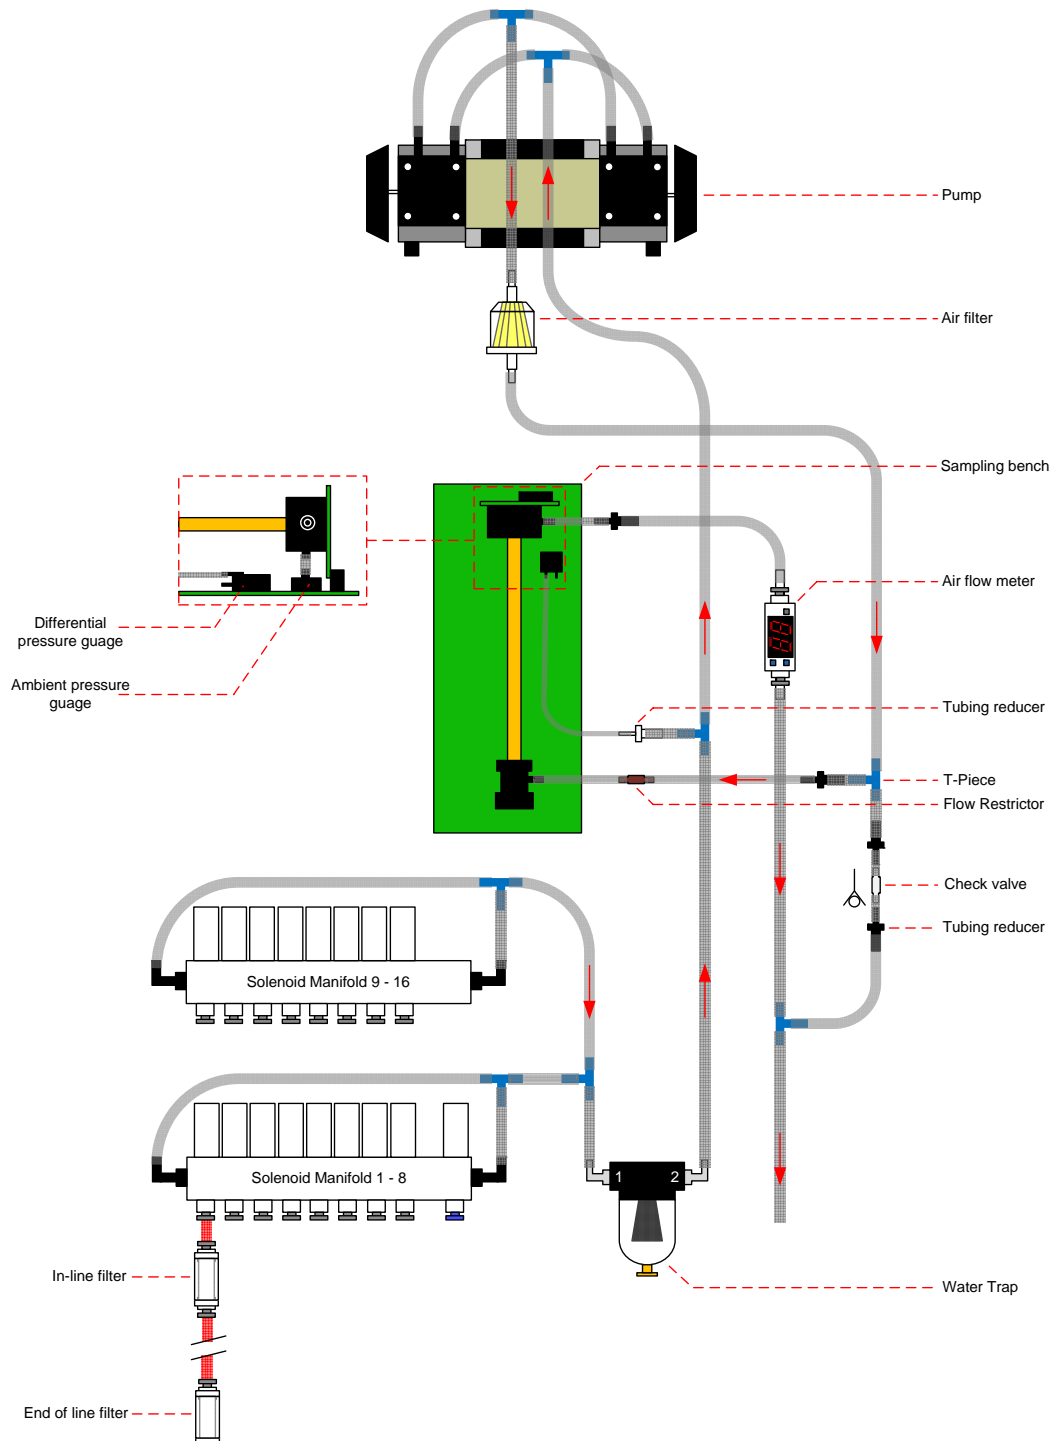 Pump
Air filter
Sampling bench
Differential
pressure guage
Ambient pressure
guage
Air flow meter
88
Tubing reducer
T-Piece
Flow Restrictor
Check valve
Tubing reducer
Solenoid Manifold 9 - 16
Solenoid Manifold 1 - 8
1 2
In-line filter
Water Trap
End of line filter